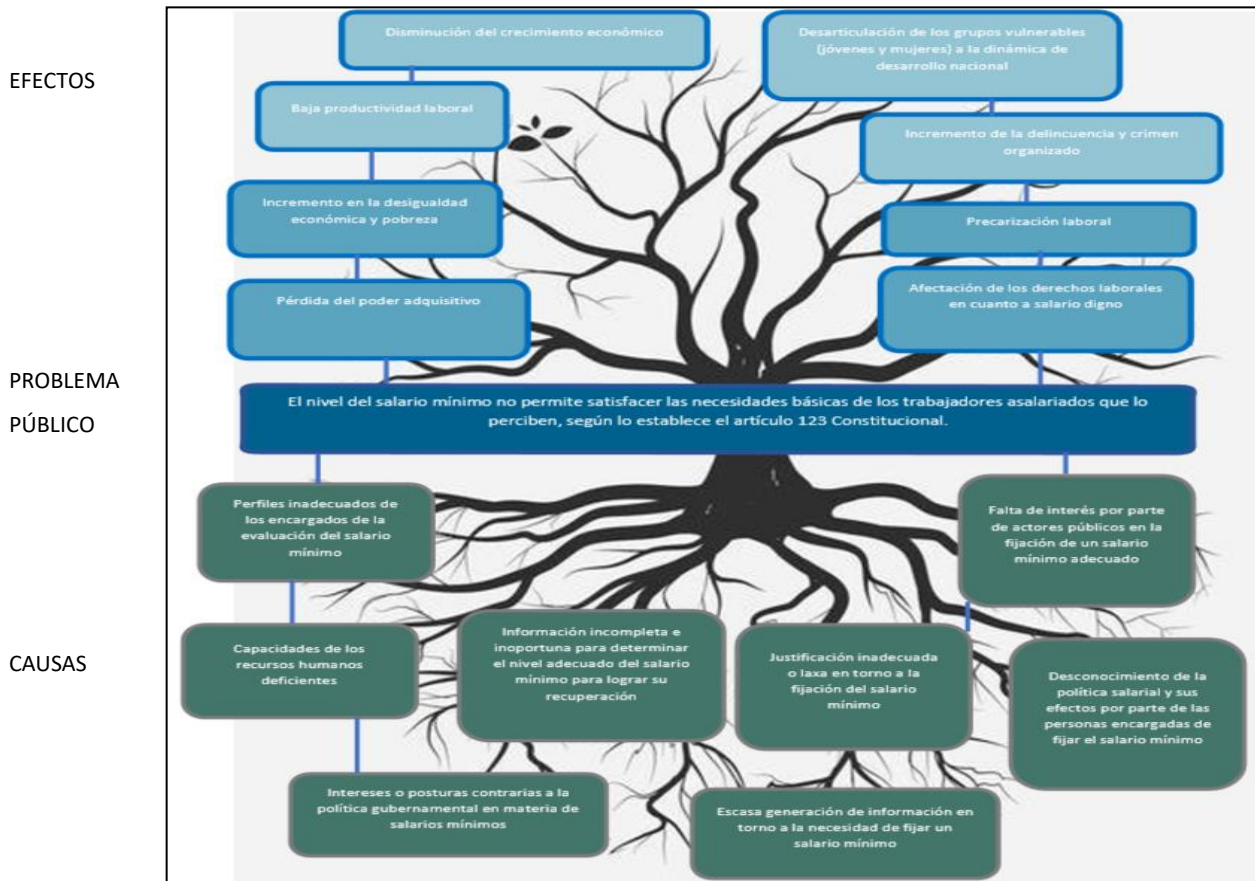 EFECTOS
Disminución del crecimiento económico
Desarticulación de los grupos vulnerables
(jóvenes y mujeres) a la dinámica de
desarrollo nacional
Baja productividad laboral
Incremento de la delincuencia y crimen
organizado
Incremento en la desigualdad
económica y pobreza
Precarización laboral
Pérdida del poder adquisitivo
Afectación de los derechos laborales
en cuanto a salario digno
PROBLEMA
PÚBLICO
El nivel del salario mínimo no permite satisfacer las necesidades básicas de los trabajadores asalariados que lo
perciben, según lo establece el artículo 123 Constitucional.
Perfiles inadecuados de
los encargados de la
evaluación del salario
mínimo
Falta de interés por parte
de actores públicos en la
fijación de un salario
mínimo adecuado
CAUSAS
Capacidades de los
recursos humanos
deficientes
Información incompleta e
inoportuna para determinar
el nivel adecuado del salario
mínimo para lograr su
recuperación
Justificación inadecuada
o laxa en torno a la
fijación del salario
mínimo
Desconocimiento de la
política salarial y sus
efectos por parte de las
personas encargadas de
fijar el salario mínimo
Intereses o posturas contrarias a la
política gubernamental en materia de
salarios mínimos
Escasa generación de información en
torno a la necesidad de fijar un
salario mínimo